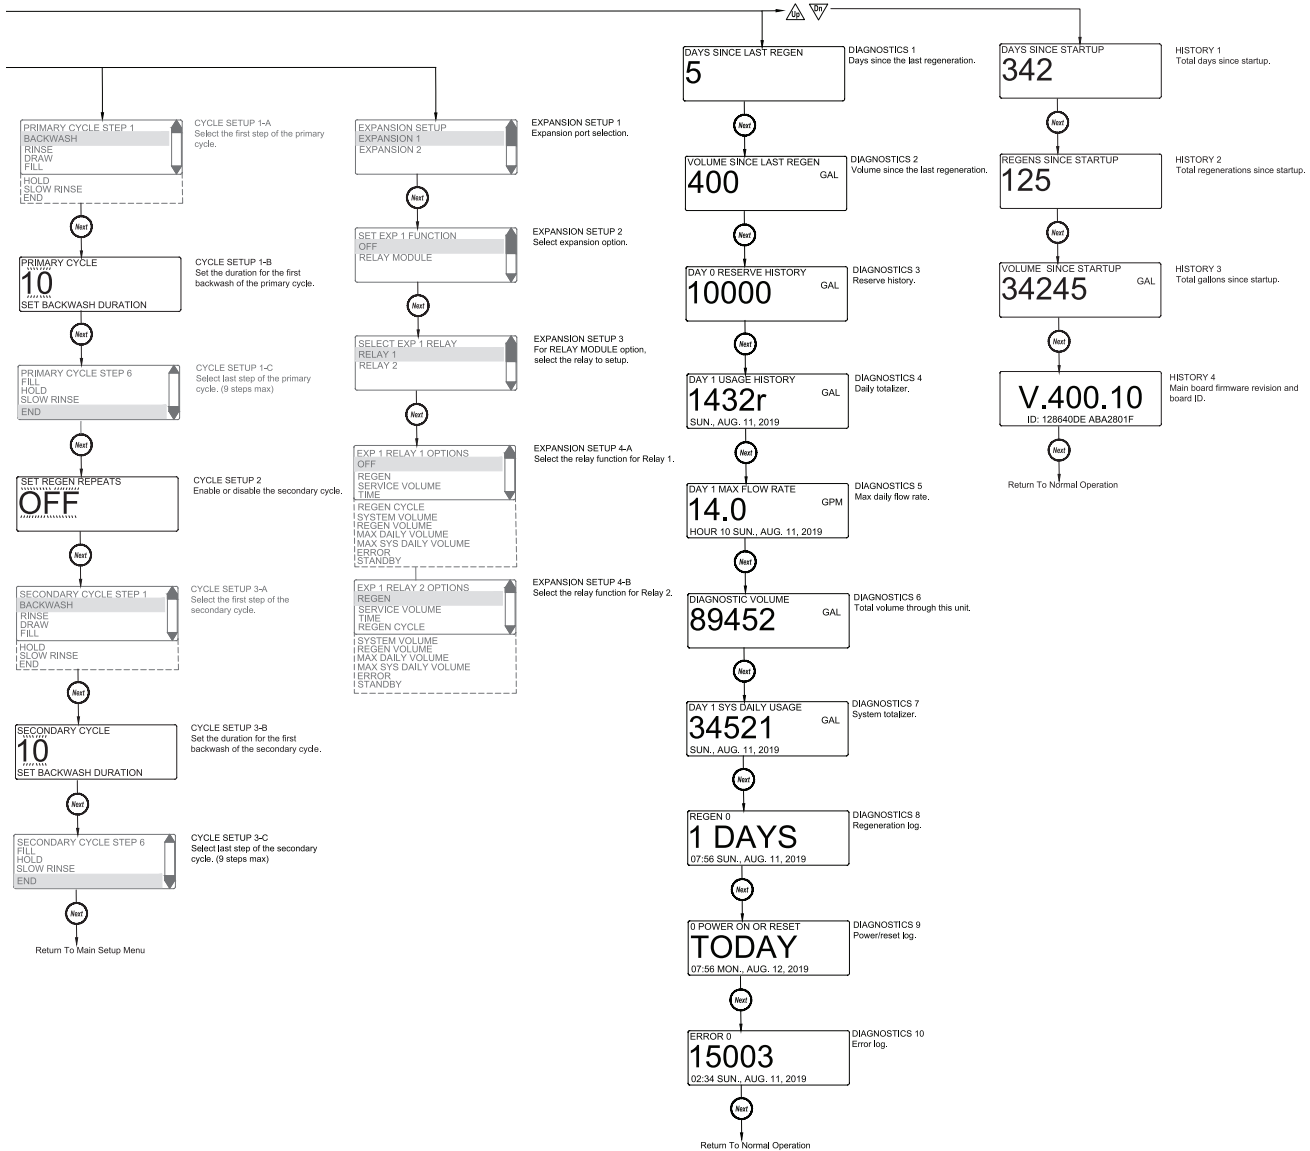 Up
Dn
PRIMARY CYCLE STEP 1
BACKWASH
RINSE
DRAW
FILL
HOLD
SLOW RINSE
END
CYCLE SETUP 1-A
Select the first step of the primary
cycle.
Next
PRIMARY CYCLE
10
SET BACKWASH DURATION
CYCLE SETUP 1-B
Set the duration for the first
backwash of the primary cycle.
Next
PRIMARY CYCLE STEP 6
FILL
HOLD
SLOW RINSE
END
CYCLE SETUP 1-C
Select last step of the primary
cycle. (9 steps max)
Next
SET REGEN REPEATS
OFF
CYCLE SETUP 2
Enable or disable the secondary cycle.
Next
SECONDARY CYCLE STEP 1
BACKWASH
RINSE
DRAW
FILL
HOLD
SLOW RINSE
END
CYCLE SETUP 3-A
Select the first step of the
secondary cycle.
Next
SECONDARY CYCLE
10
SET BACKWASH DURATION
CYCLE SETUP 3-B
Set the duration for the first
backwash of the secondary cycle.
Next
SECONDARY CYCLE STEP 6
FILL
HOLD
SLOW RINSE
END
CYCLE SETUP 3-C
Select last step of the secondary
cycle. (9 steps max)
Next
Return To Main Setup Menu
EXPANSION SETUP
EXPANSION 1
EXPANSION 2
EXPANSION SETUP 1
Expansion port selection.
Next
SET EXP 1 FUNCTION
OFF
RELAY MODULE
EXPANSION SETUP 2
Select expansion option.
Next
SELECT EXP 1 RELAY
RELAY 1
RELAY 2
EXPANSION SETUP 3
For RELAY MODULE option,
select the relay to setup.
Next
EXP 1 RELAY 1 OPTIONS
OFF
REGEN
SERVICE VOLUME
TIME
REGEN CYCLE
SYSTEM VOLUME
REGEN VOLUME
MAX DAILY VOLUME
MAX SYS DAILY VOLUME
ERROR
STANDBY
EXPANSION SETUP 4-A
Select the relay function for Relay 1.
EXP 1 RELAY 2 OPTIONS
REGEN
SERVICE VOLUME
TIME
REGEN CYCLE
SYSTEM VOLUME
REGEN VOLUME
MAX DAILY VOLUME
MAX SYS DAILY VOLUME
ERROR
STANDBY
EXPANSION SETUP 4-B
Select the relay function for Relay 2.
DAYS SINCE LAST REGEN
5
DIAGNOSTICS 1
Days since the last regeneration.
Next
VOLUME SINCE LAST REGEN
400 GAL
DIAGNOSTICS 2
Volume since the last regeneration.
Next
DAY 0 RESERVE HISTORY
10000 GAL
DIAGNOSTICS 3
Reserve history.
Next
DAY 1 USAGE HISTORY
1432r GAL
SUN., AUG. 11, 2019
DIAGNOSTICS 4
Daily totalizer.
Next
DAY 1 MAX FLOW RATE
14.0 GPM
HOUR 10 SUN., AUG. 11, 2019
DIAGNOSTICS 5
Max daily flow rate.
Next
DIAGNOSTIC VOLUME
89452 GAL
DIAGNOSTICS 6
Total volume through this unit.
Next
DAY 1 SYS DAILY USAGE
34521 GAL
SUN., AUG. 11, 2019
DIAGNOSTICS 7
System totalizer.
Next
REGEN 0
1 DAYS
07:56 SUN., AUG. 11, 2019
DIAGNOSTICS 8
Regeneration log.
Next
0 POWER ON OR RESET
TODAY
07:56 MON., AUG. 12, 2019
DIAGNOSTICS 9
Power/reset log.
Next
ERROR 0
15003
02:34 SUN., AUG. 11, 2019
DIAGNOSTICS 10
Error log.
Next
Return To Normal Operation
DAYS SINCE STARTUP
342
HISTORY 1
Total days since startup.
Next
REGENS SINCE STARTUP
125
HISTORY 2
Total regenerations since startup.
Next
VOLUME SINCE STARTUP
34245 GAL
HISTORY 3
Total gallons since startup.
Next
V.400.10
ID: 128640DE ABA2801F
HISTORY 4
Main board firmware revision and
board ID.
Next
Return To Normal Operation